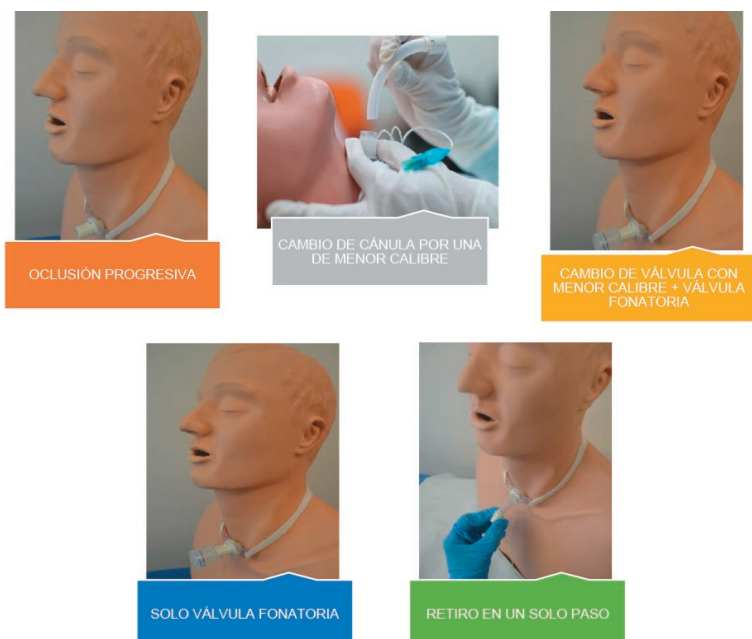 OCLUSIÓN PROGRESIVA
CAMBIO DE CÁNULA POR UNA
DE MENOR CALIBRE
CAMBIO DE VÁLVULA CON
MENOR CALIBRE + VÁLVULA
FONATORIA
SOLO VÁLVULA FONATORIA
RETIRO EN UN SOLO PASO